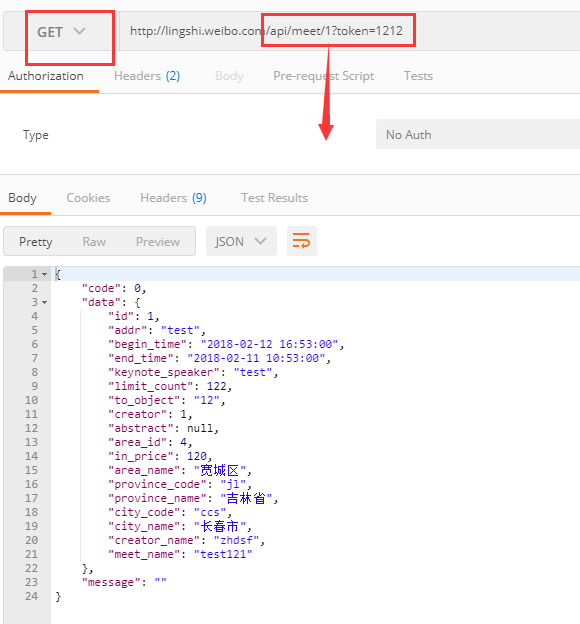 GET http://lingshi.weibo.com/api/meet/1?token=1212
Authorization Headers (2) Body Pre-request Script Tests
Type No Auth
Body Cookies Headers (9) Test Results
Pretty Raw Preview JSON
1 {
2 "code": 0,
3 "data": {
4 "id": 1,
5 "addr": "test",
6 "begin_time": "2018-02-12 16:53:00",
7 "end_time": "2018-02-11 10:53:00",
8 "keynote_speaker": "test",
9 "limit_count": 122,
10 "to_object": "12",
11 "creator": 1,
12 "abstract": null,
13 "area_id": 4,
14 "in_price": 120,
15 "area_name": "宽城区",
16 "province_code": "jl",
17 "province_name": "吉林省",
18 "city_code": "ccs",
19 "city_name": "长春市",
20 "creator_name": "zhdsf",
21 "meet_name": "test121"
22 },
23 "message": ""
24 }